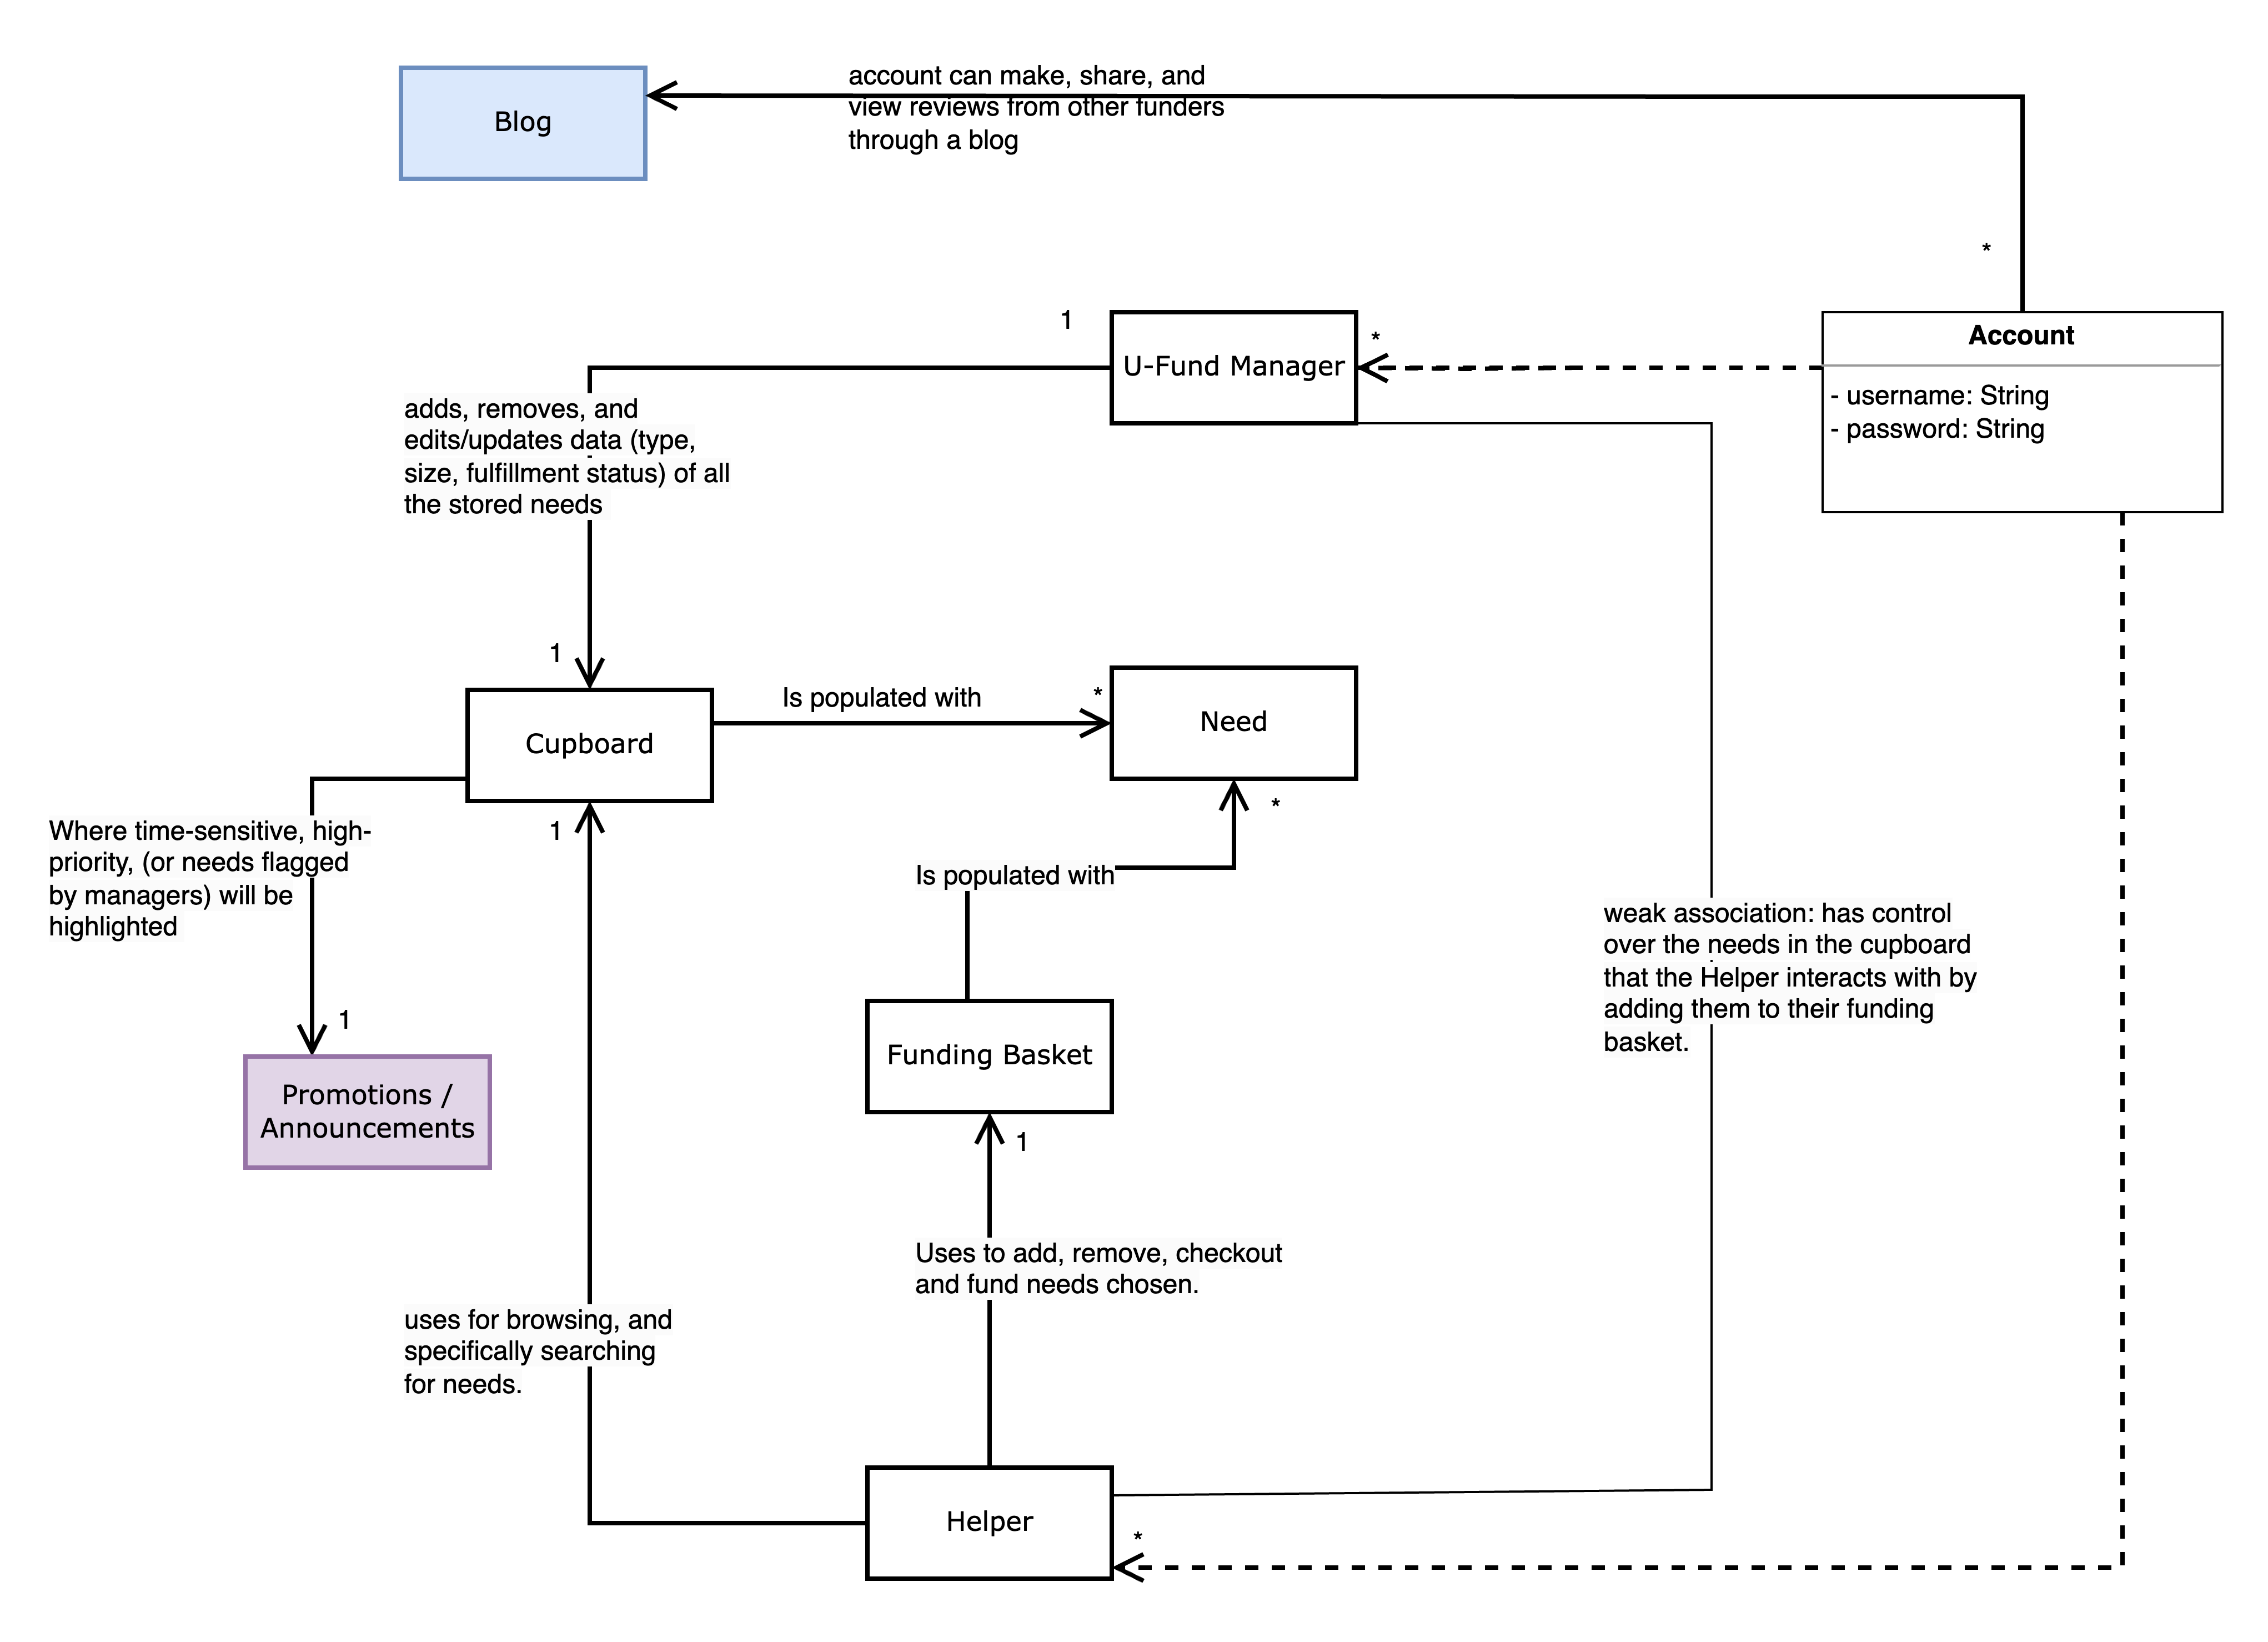 account can make, share, and
view reviews from other funders
through a blog
Blog
*
1
U-Fund Manager
*
Account
- username: String
- password: String
adds, removes, and
edits/updates data (type,
size, fulfillment status) of all
the stored needs
1
Cupboard
Is populated with
*
Need
1
*
Where time-sensitive, high-
priority, (or needs flagged
by managers) will be
highlighted
Is populated with
weak association: has control
over the needs in the cupboard
that the Helper interacts with by
adding them to their funding
basket.
1
Promotions /
Announcements
Funding Basket
1
Uses to add, remove, checkout
and fund needs chosen.
uses for browsing, and
specifically searching
for needs.
Helper
*